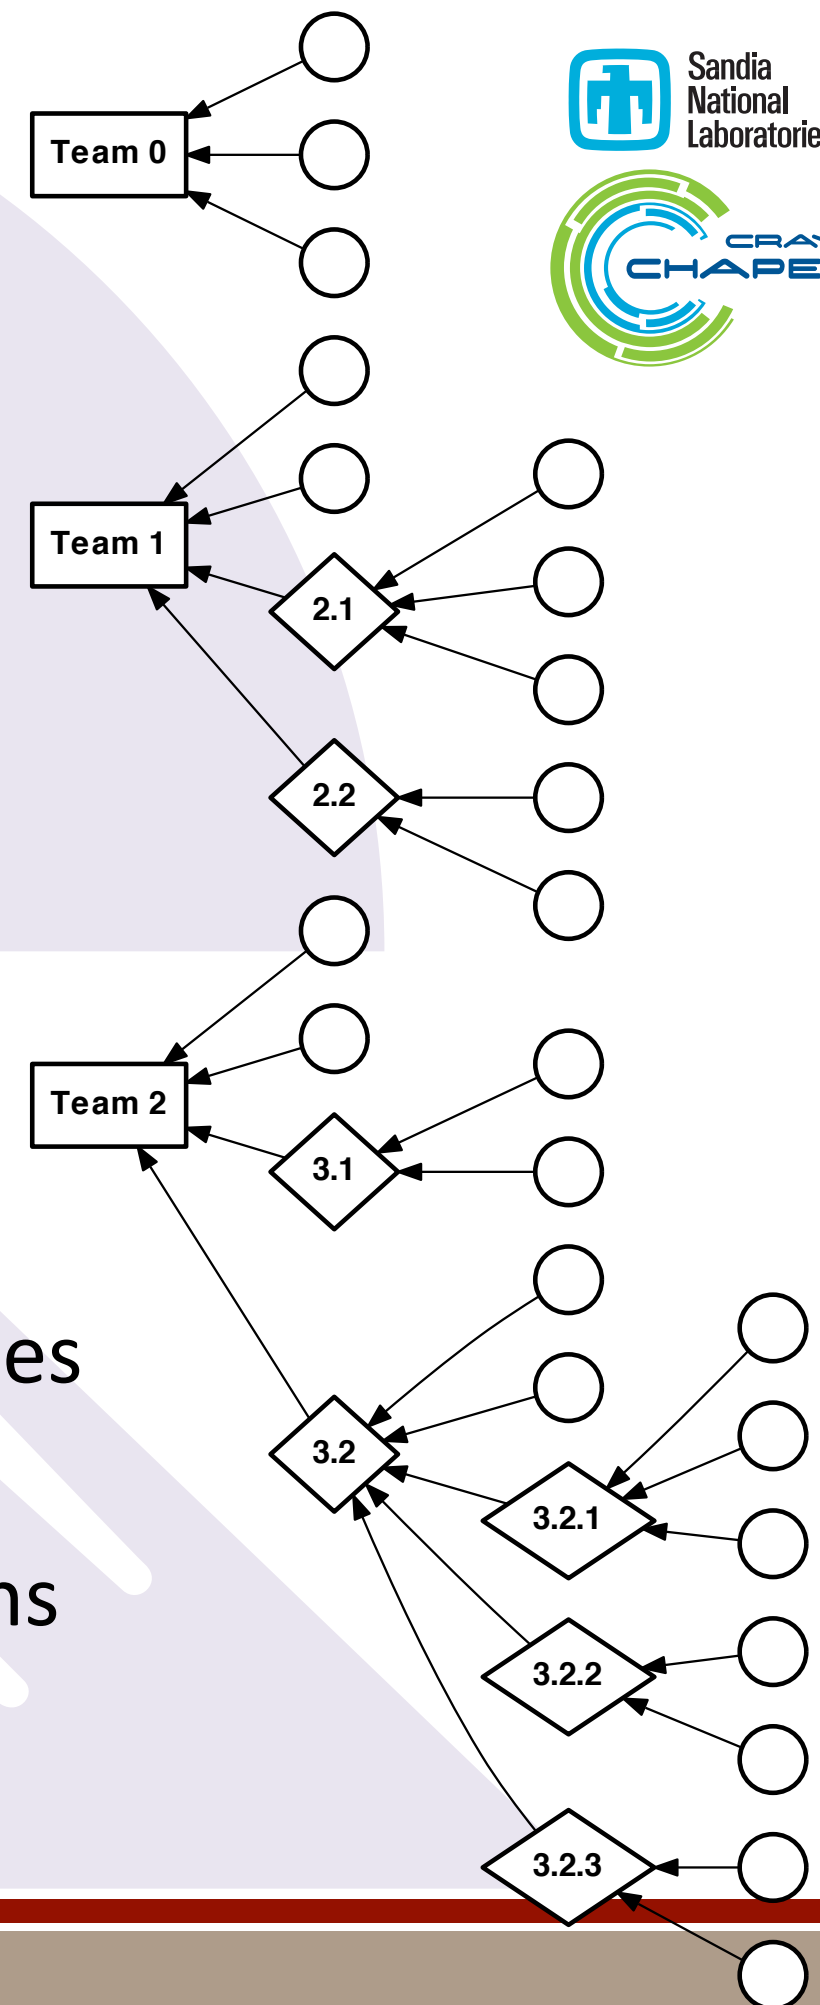 Sandia
National
Laboratorie
Team 0
CRAY
CHAPE
Team 1
2.1
2.2
Team 2
3.1
es
3.2
3.2.1
ns
3.2.2
3.2.3